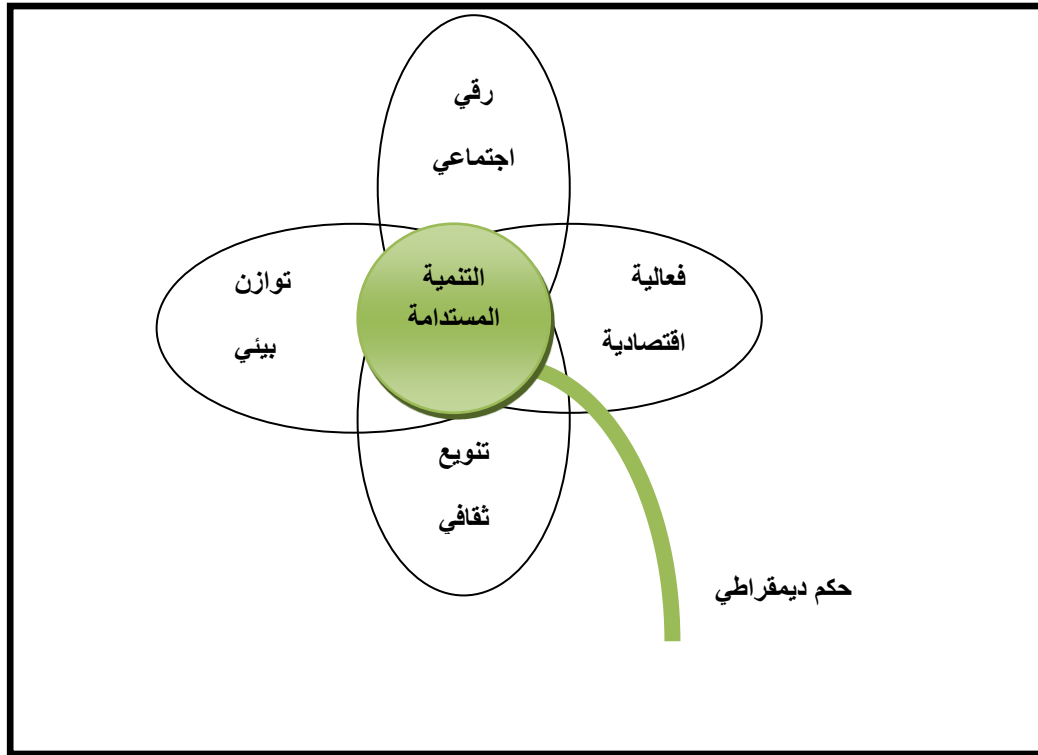 رقي
اجتماعي
التنمية
المستدامة
فعالية
اقتصادية
توازن
بيئي
تنويع
ثقافي
حكم ديمقراطي